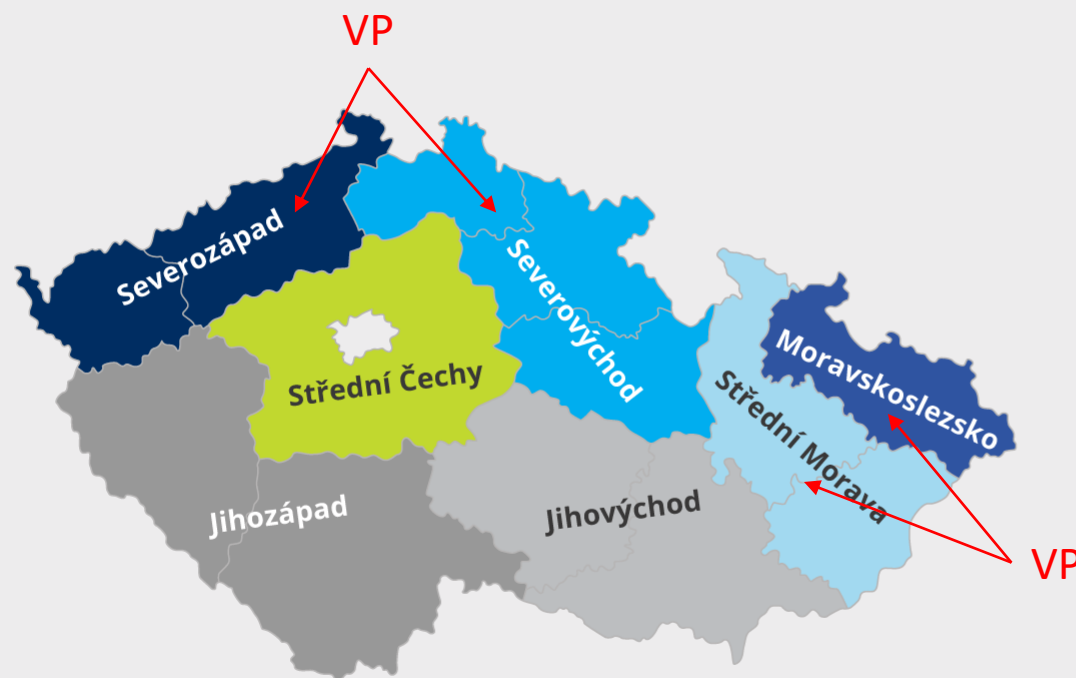 VP
Severozápad
Severovýchod
Střední Čechy
Moravskoslezsko
Střední Morava
Jihozápad
Jihovýchod
VP